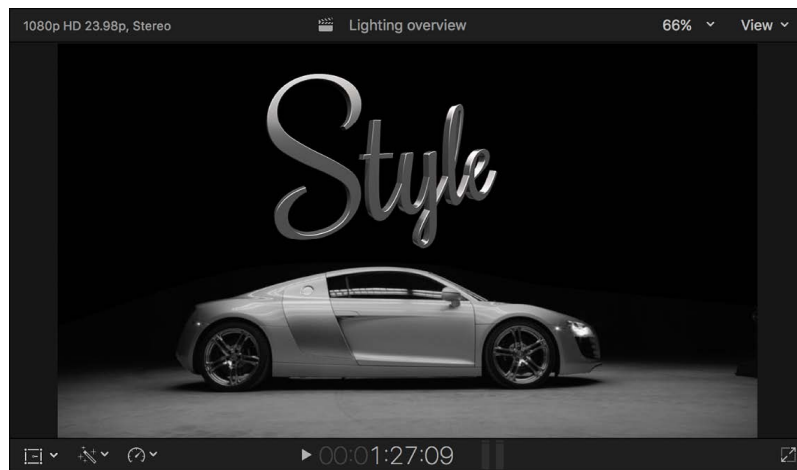 1080p HD 23.98p, Stereo
Lighting overview
66%
View
Style
00:01:27:09